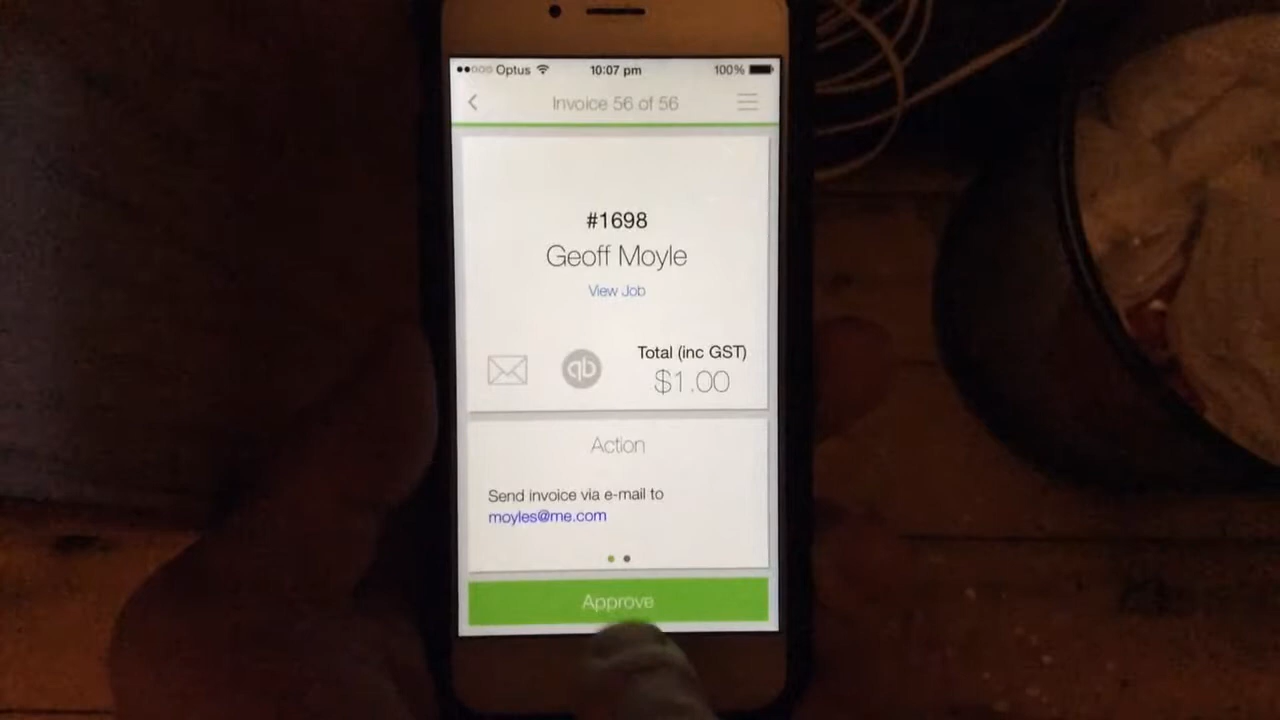 Optus 10:07 pm 100%
Invoice 56 of 56
#1698
Geoff Moyle
View Job
qb
Total (inc GST)
$1.00
Action
Send invoice via e-mail to
moyles@me.com
Approve